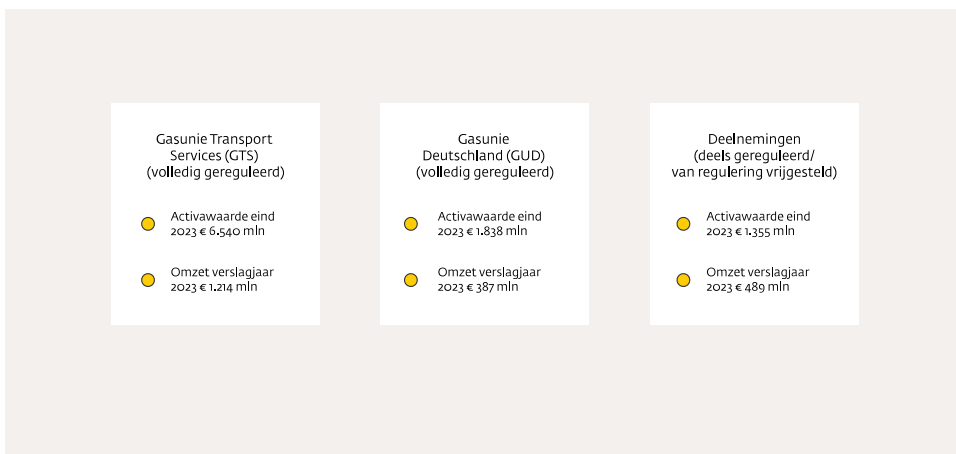 Gasunie Transport
Services (GTS)
(volledig gereguleerd)
Activawaarde eind
2023 € 6.540 mln
Omzet verslagjaar
2023 € 1.214 mln
Gasunie
Deutschland (GUD)
(volledig gereguleerd)
Activawaarde eind
2023 € 1.838 mln
Omzet verslagjaar
2023 € 387 mln
Deelnemingen
(deels gereguleerd/
van regulering vrijgesteld)
Activawaarde eind
2023 € 1.355 mln
Omzet verslagjaar
2023 € 489 mln